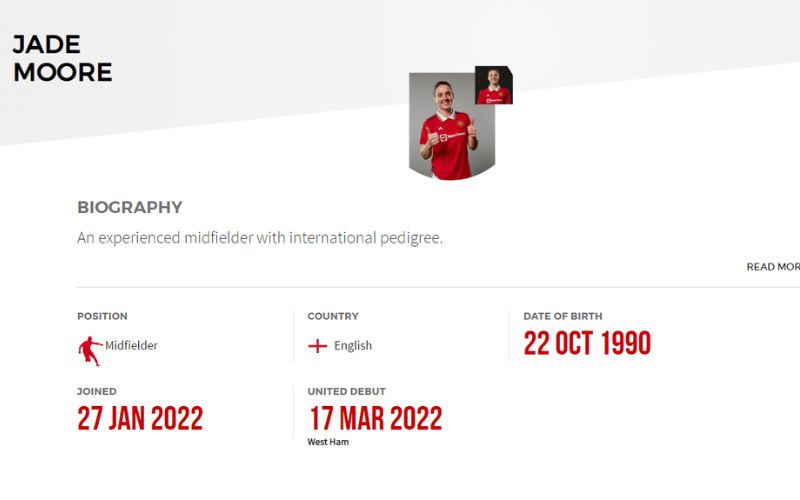 JADE
MOORE
BIOGRAPHY
An experienced midfielder with international pedigree.
READ MOR
POSITION
COUNTRY
DATE OF BIRTH
Midfielder
English
22 OCT 1990
JOINED
UNITED DEBUT
27 JAN 2022
17 MAR 2022
West Ham